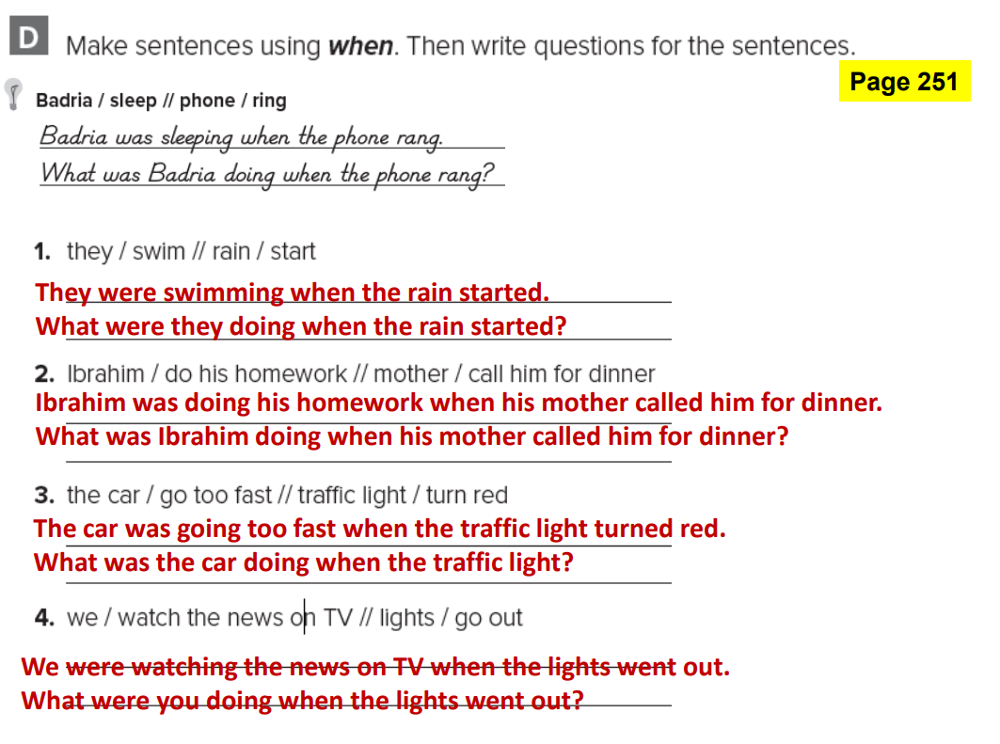 D Make sentences using when. Then write questions for the sentences.
Page 251
Badria / sleep // phone / ring
Badria was sleeping when the phone rang.
What was Badria doing when the phone rang?
1. they / swim // rain / start
They were swimming when the rain started.
What were they doing when the rain started?
2. Ibrahim / do his homework // mother / call him for dinner
Ibrahim was doing his homework when his mother called him for dinner.
What was Ibrahim doing when his mother called him for dinner?
3. the car / go too fast // traffic light / turn red
The car was going too fast when the traffic light turned red.
What was the car doing when the traffic light?
4. we / watch the news on TV // lights / go out
We were watching the news on TV when the lights went out.
What were you doing when the lights went out?